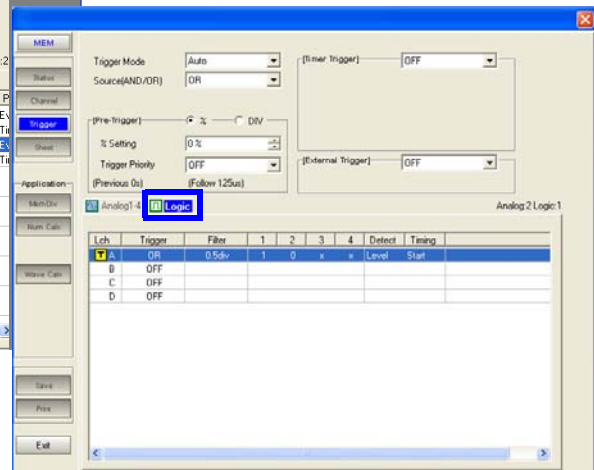 MEM
Status
Channel
Trigger
Sheet
Application
MemDiv
Num Calc
Wave Calc
Save
Print
Exit
Trigger Mode Auto
Source(AND/OR) OR
[Pre-Trigger] % DIV
% Setting 0 %
Trigger Priority OFF
(Previous 0s) (Follow 125us)
[Timer Trigger] OFF
[External Trigger] OFF
Analog1-4 Logic Analog:2 Logic:1
Lch Trigger Filter 1 2 3 4 Detect Timing
T A OR 0.5div 1 0 x x Level Start
B OFF
C OFF
D OFF